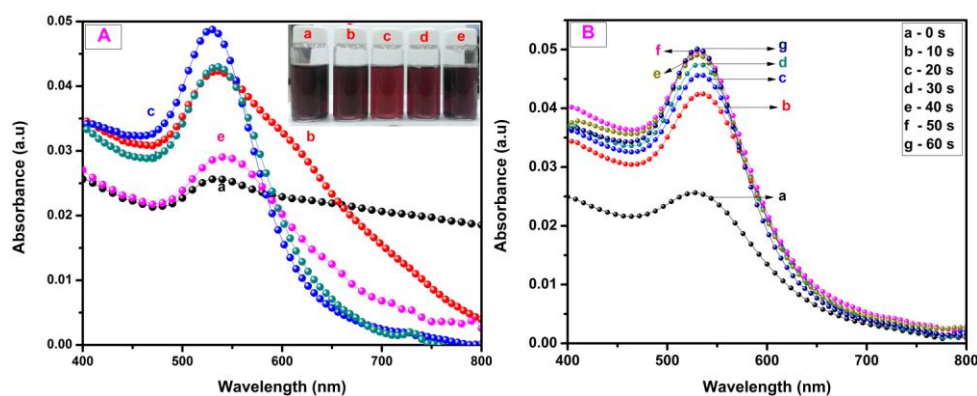 A
a b c d e
c
e
b
a
0.05
0.04
0.03
0.02
0.01
0.00
Absorbance (a.u)
400 500 600 700 800
Wavelength (nm)
B
f
e
g
d
c
b
a
a - 0 s
b - 10 s
c - 20 s
d - 30 s
e - 40 s
f - 50 s
g - 60 s
0.05
0.04
0.03
0.02
0.01
0.00
Absorbance (a.u)
400 500 600 700 800
Wavelength (nm)